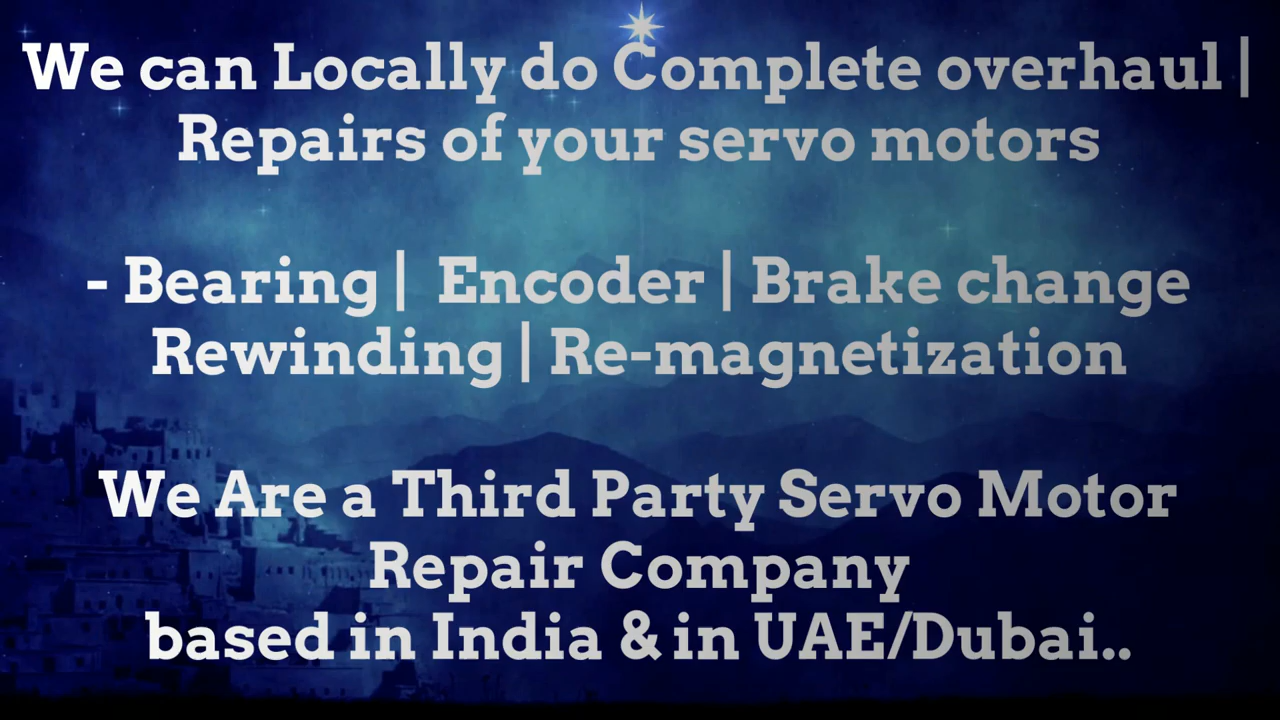 We can Locally do Complete overhaul |
Repairs of your servo motors
- Bearing | Encoder | Brake change
Rewinding | Re-magnetization
We Are a Third Party Servo Motor
Repair Company
based in India & in UAE/Dubai..